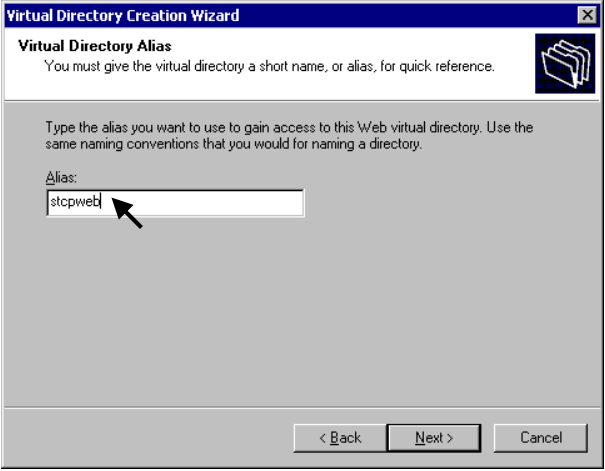 Virtual Directory Creation Wizard
Virtual Directory Alias
You must give the virtual directory a short name, or alias, for quick reference.
Type the alias you want to use to gain access to this Web virtual directory. Use the
same naming conventions that you would for naming a directory.
Alias:
stcpweb
< Back Next > Cancel